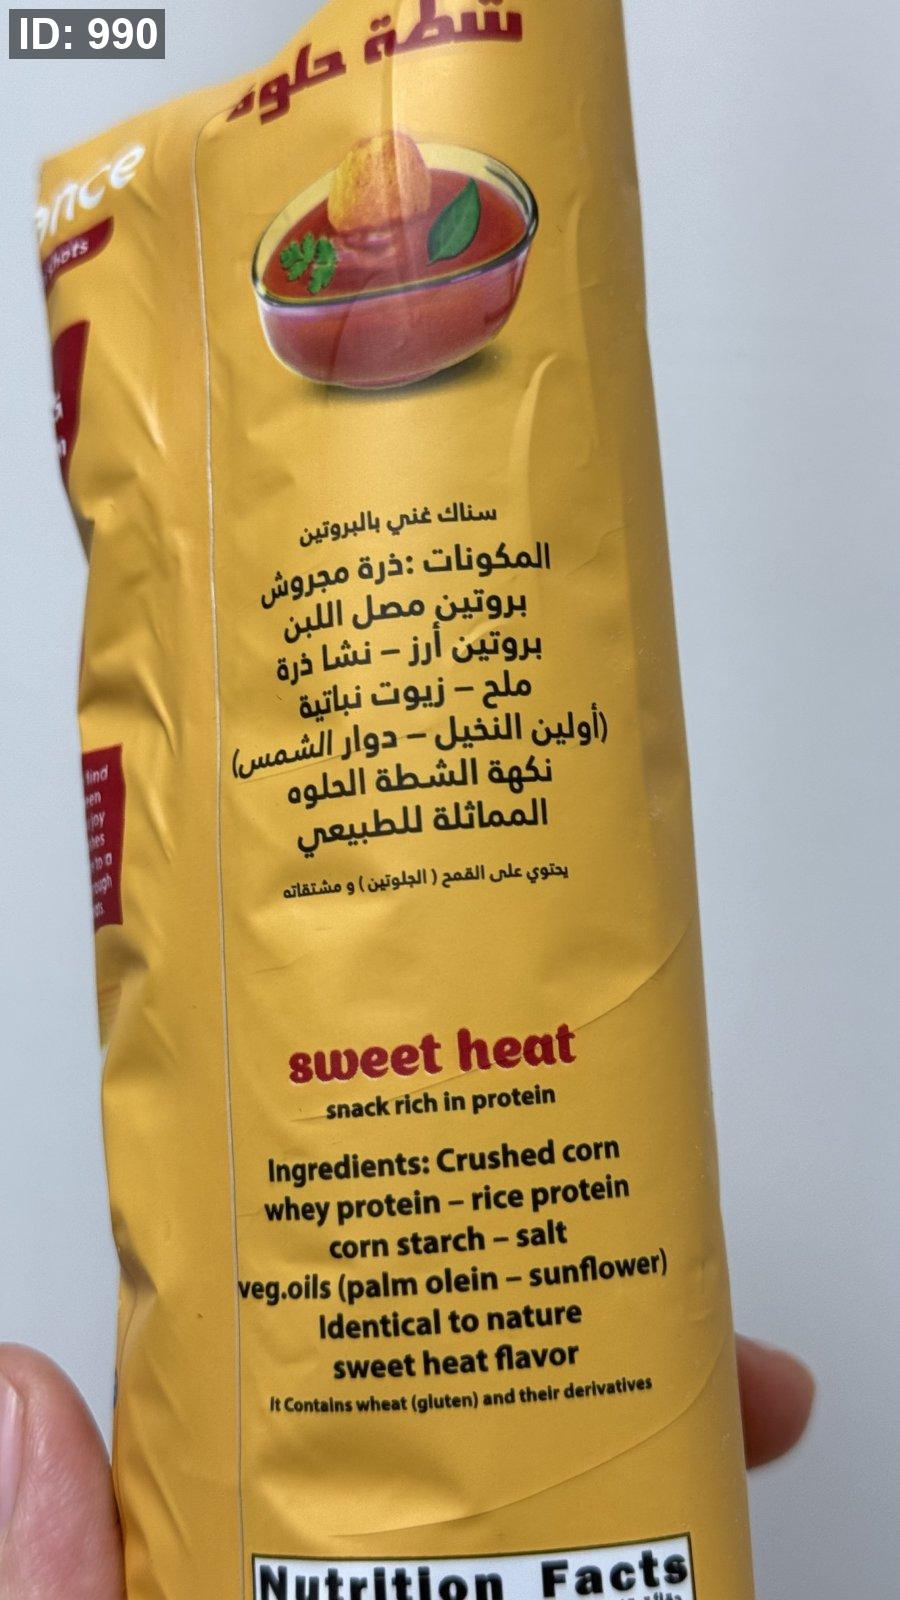 ID: 990
شطة حلوه
سناك غني بالبروتين
المكونات :ذرة مجروش
بروتين مصل اللبن
بروتين أرز – نشا ذرة
ملح – زيوت نباتية
(أولين النخيل – دوار الشمس)
نكهة الشطة الحلوه
المماثلة للطبيعي
يحتوي على القمح ( الجلوتين ) و مشتقاته
sweet heat
snack rich in protein
Ingredients: Crushed corn
whey protein – rice protein
corn starch – salt
veg.oils (palm olein – sunflower)
Identical to nature
sweet heat flavor
It Contains wheat (gluten) and their derivatives
Nutrition Facts